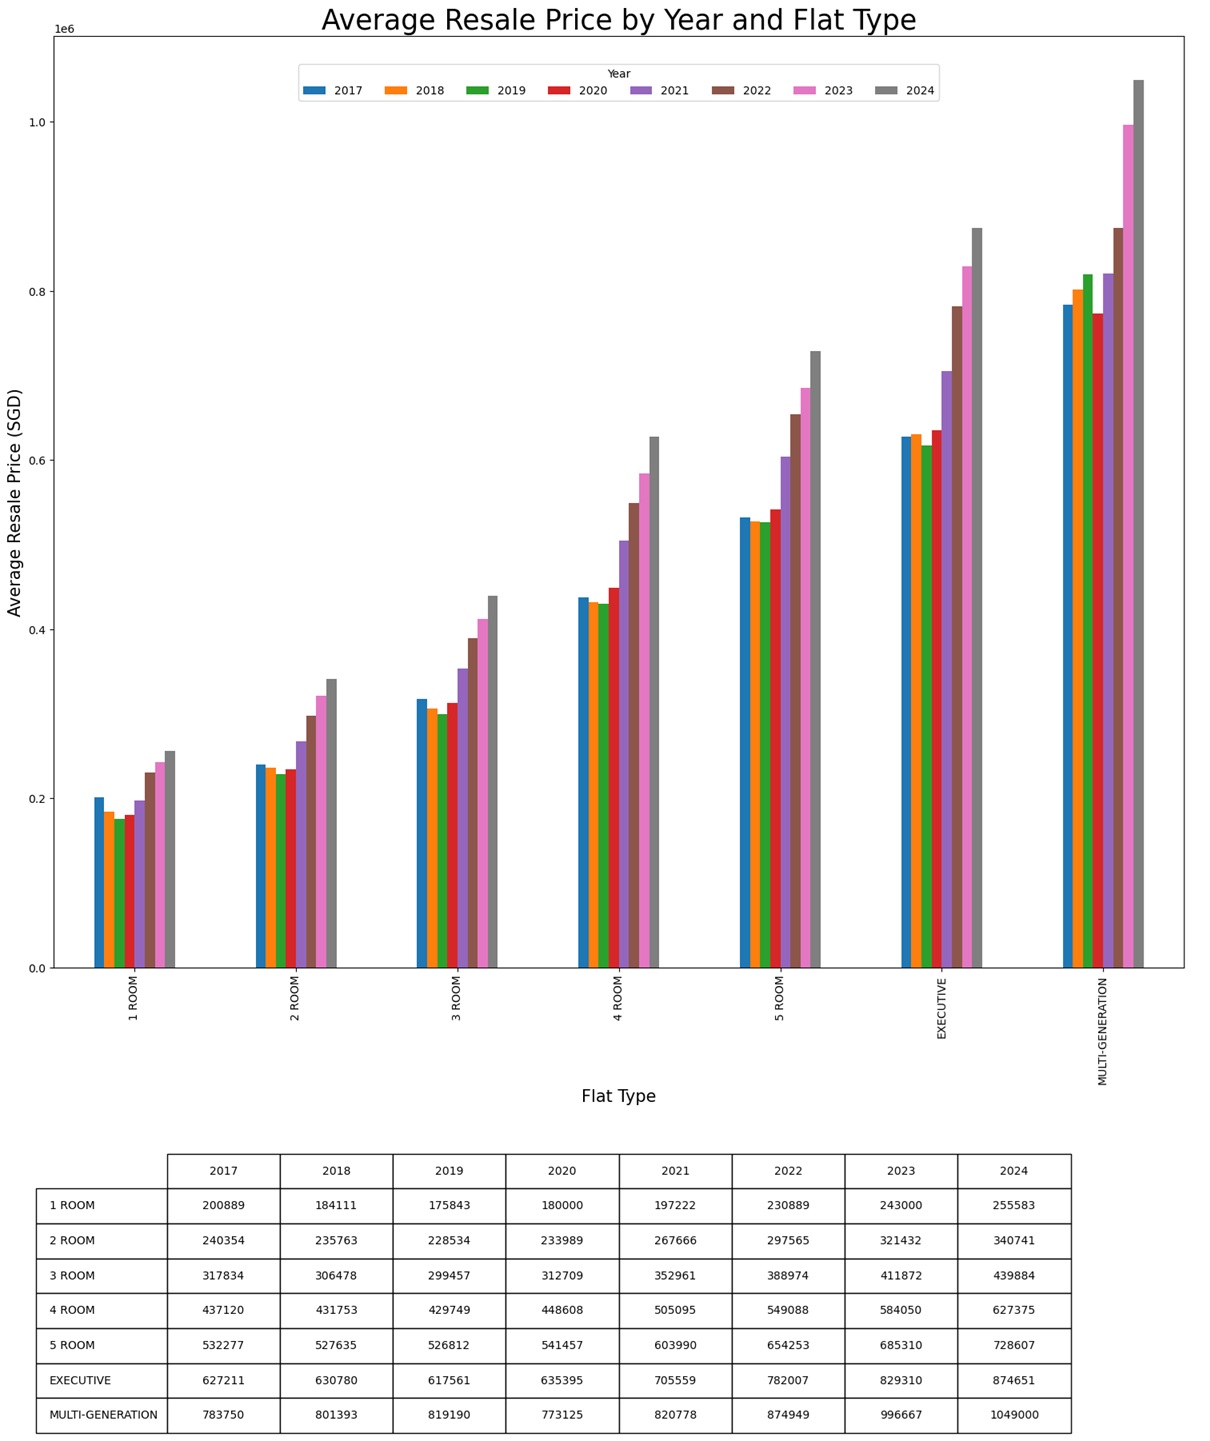 Average Resale Price by Year and Flat Type
1e6
Year
2017 2018 2019 2020 2021 2022 2023 2024
1.0
0.8
0.6
0.4
0.2
0.0
Average Resale Price (SGD)
1 ROOM
2 ROOM
3 ROOM
4 ROOM
5 ROOM
EXECUTIVE
MULTI-GENERATION
Flat Type
2017 2018 2019 2020 2021 2022 2023 2024
1 ROOM 200889 184111 175843 180000 197222 230889 243000 255583
2 ROOM 240354 235763 228534 233989 267666 297565 321432 340741
3 ROOM 317834 306478 299457 312709 352961 388974 411872 439884
4 ROOM 437120 431753 429749 448608 505095 549088 584050 627375
5 ROOM 532277 527635 526812 541457 603990 654253 685310 728607
EXECUTIVE 627211 630780 617561 635395 705559 782007 829310 874651
MULTI-GENERATION 783750 801393 819190 773125 820778 874949 996667 1049000